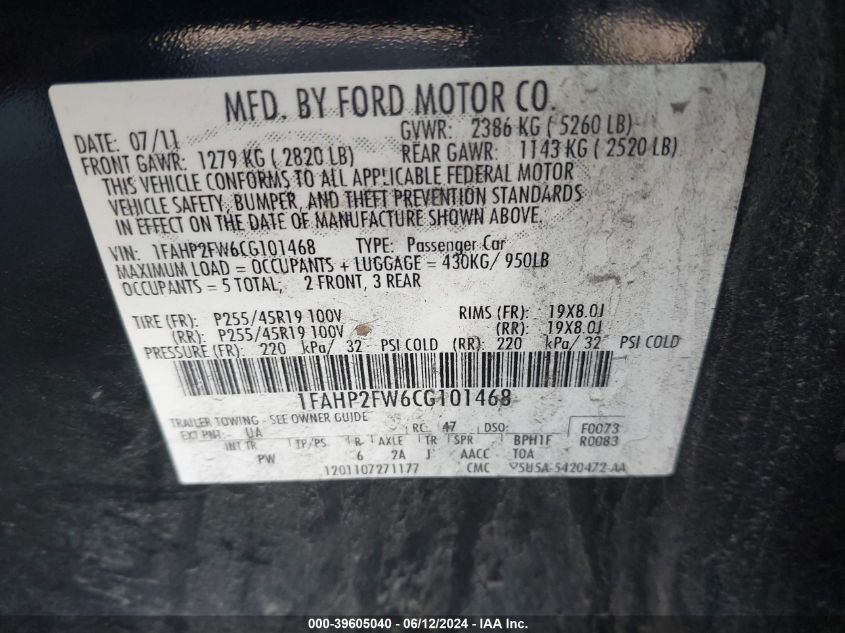 MFD. BY FORD MOTOR CO.
DATE: 07/11 GVWR: 2386 KG ( 5260 LB)
FRONT GAWR: 1279 KG ( 2820 LB) REAR GAWR: 1143 KG ( 2520 LB)
THIS VEHICLE CONFORMS TO ALL APPLICABLE FEDERAL MOTOR
VEHICLE SAFETY, BUMPER, AND THEFT PREVENTION STANDARDS
IN EFFECT ON THE DATE OF MANUFACTURE SHOWN ABOVE.
VIN: 1FAHP2FW6CG101468 TYPE: Passenger Car
MAXIMUM LOAD = OCCUPANTS + LUGGAGE = 430KG/ 950LB
OCCUPANTS = 5 TOTAL, 2 FRONT, 3 REAR
TIRE (FR): P255/45R19 100V RIMS (FR): 19X8.0J
(RR): P255/45R19 100V (RR): 19X8.0J
PRESSURE (FR): 220 kPa/ 32 PSI COLD (RR): 220 kPa/ 32 PSI COLD
1FAHP2FW6CG101468
TRAILER TOWING - SEE OWNER GUIDE
EXT PNT: UA RC: 47 DSO: F0073
INT TR TP/PS R AXLE TR SPR BPH1F R0083
PW 6 2A J AACC TOA
1201107271177 CMC 5U5A-5420472-AA
000-39605040 - 06/12/2024 - IAA Inc.